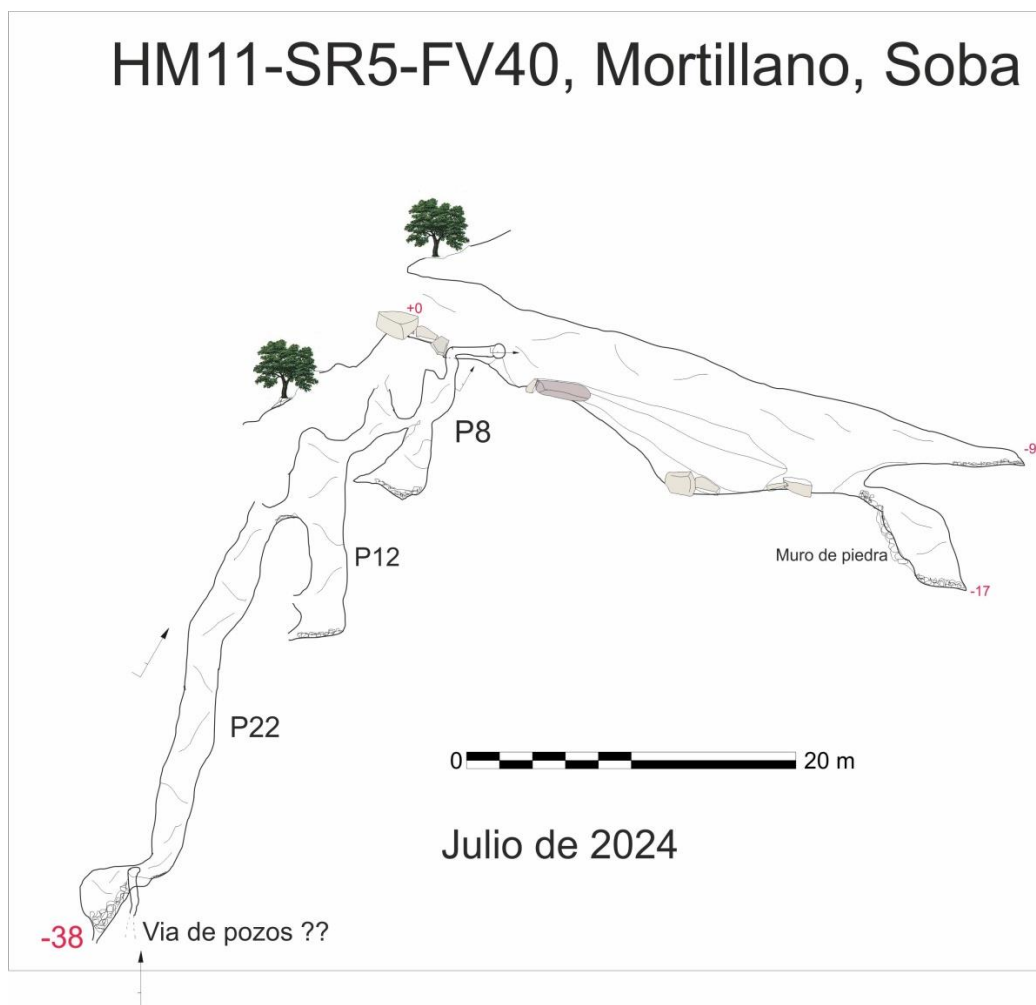 HM11-SR5-FV40, Mortillano, Soba
+0
P8
-9
P12
Muro de piedra
-17
P22
0 20 m
Julio de 2024
-38 Via de pozos ??